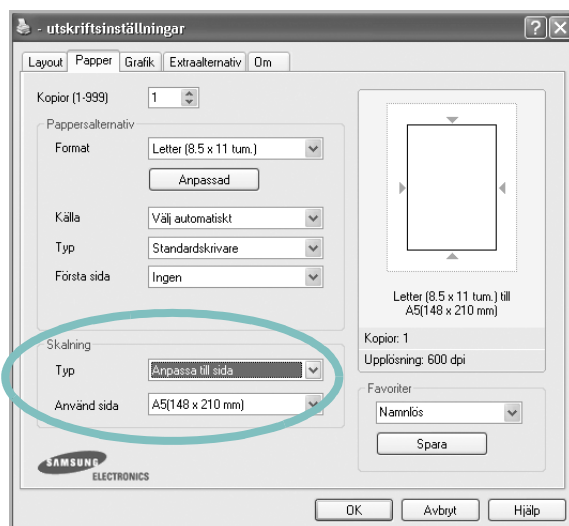 - utskriftsinställningar
Layout Papper Grafik Extraalternativ Om
Kopior (1-999) 1
Pappersalternativ
Format Letter (8.5 x 11 tum.)
Anpassad
Källa Välj automatiskt
Typ Standardskrivare
Första sida Ingen
Letter (8.5 x 11 tum.) till
A5(148 x 210 mm)
Kopior: 1
Upplösning: 600 dpi
Skalning
Typ Anpassa till sida
Använd sida A5(148 x 210 mm)
Favoriter
Namnlös
Spara
SAMSUNG
ELECTRONICS
OK Avbryt Hjälp